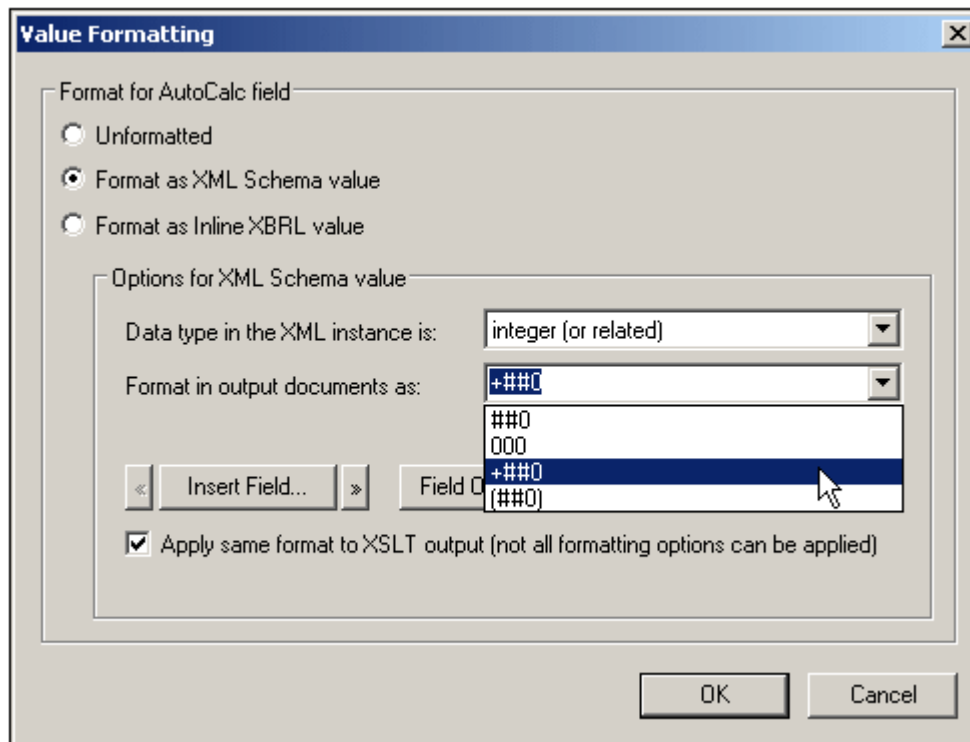 Value Formatting
Format for AutoCalc field
Unformatted
Format as XML Schema value
Format as Inline XBRL value
Options for XML Schema value
Data type in the XML instance is: integer (or related)
Format in output documents as: +##0
##0
000
+##0
(##0)
« Insert Field... » Field O
Apply same format to XSLT output (not all formatting options can be applied)
OK Cancel